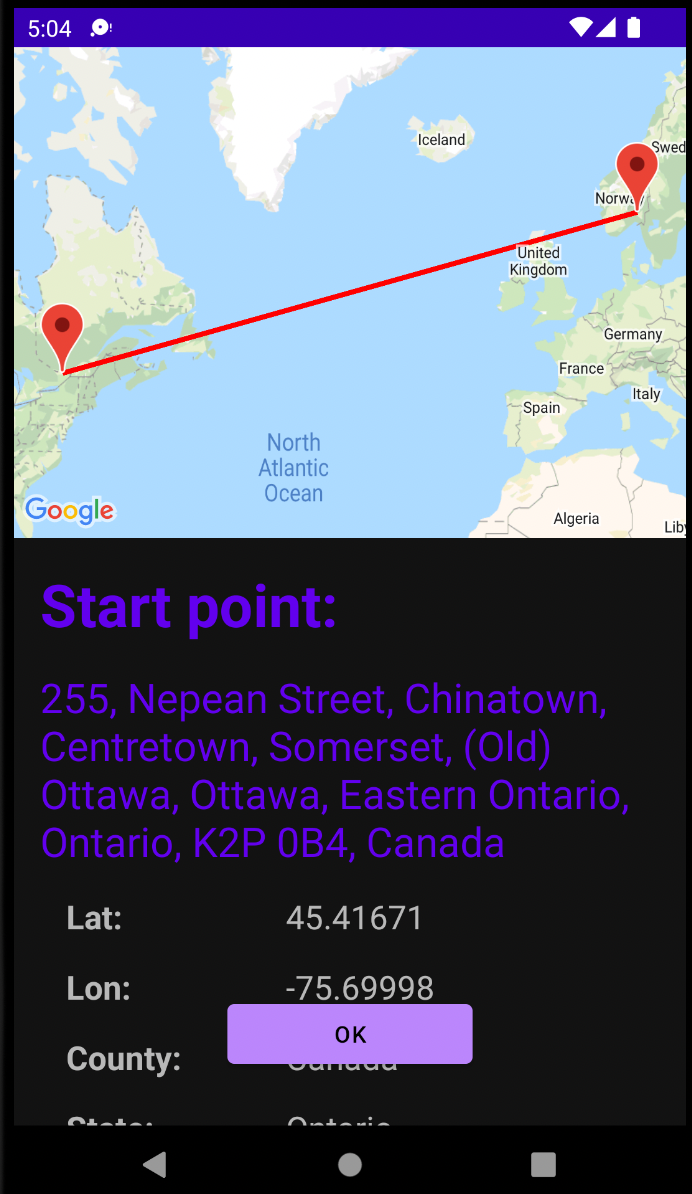 5:04
Iceland
Swed
Norway
United
Kingdom
Germany
France
Italy
Spain
North
Atlantic
Ocean
Google
Algeria
Lib
Start point:
255, Nepean Street, Chinatown,
Centretown, Somerset, (Old)
Ottawa, Ottawa, Eastern Ontario,
Ontario, K2P 0B4, Canada
Lat: 45.41671
Lon: -75.69998
OK
County: Canada
State: Ontario